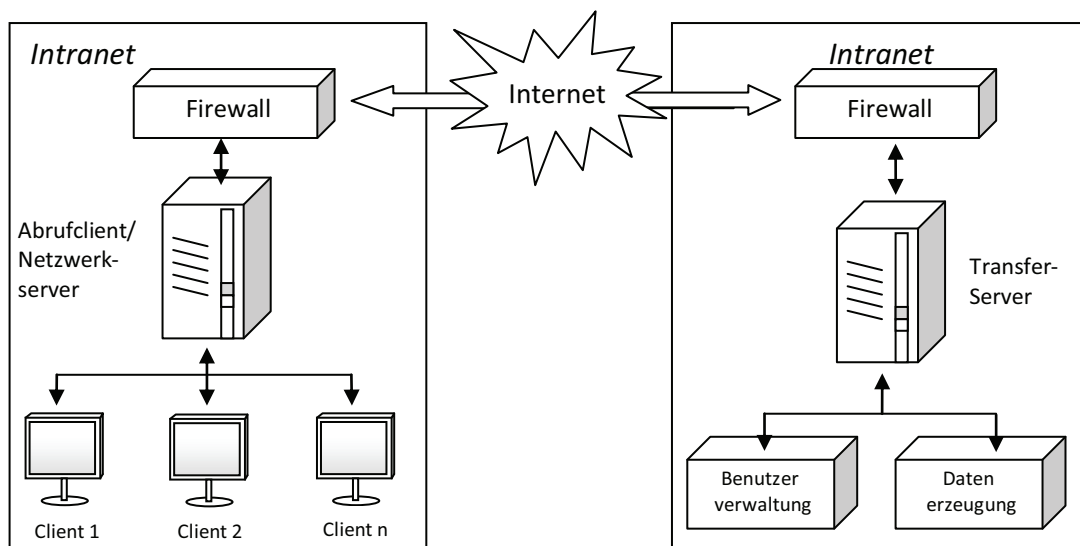 Intranet
Firewall
Abrufclient/
Netzwerk-
server
Client 1
Client 2
Client n
Internet
Intranet
Firewall
Transfer-
Server
Benutzer
verwaltung
Daten
erzeugung